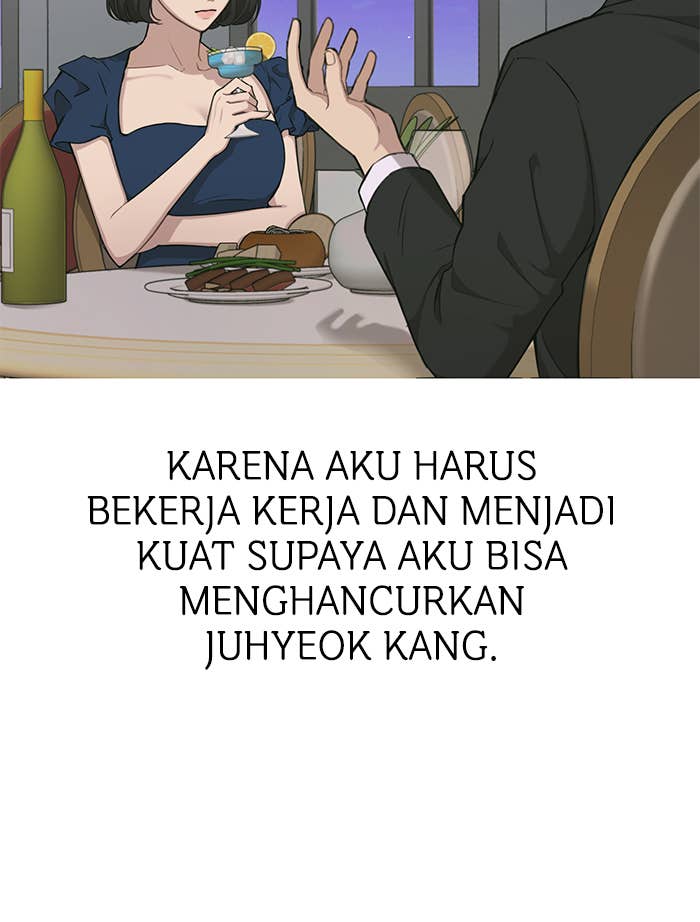 KARENA AKU HARUS
BEKERJA KERJA DAN MENJADI
KUAT SUPAYA AKU BISA
MENGHANCURKAN
JUHYEOK KANG.